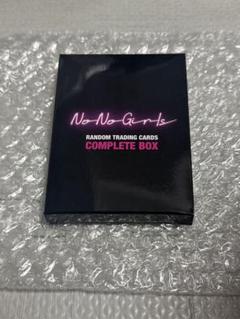 No No Girls
RANDOM TRADING CARDS
COMPLETE BOX